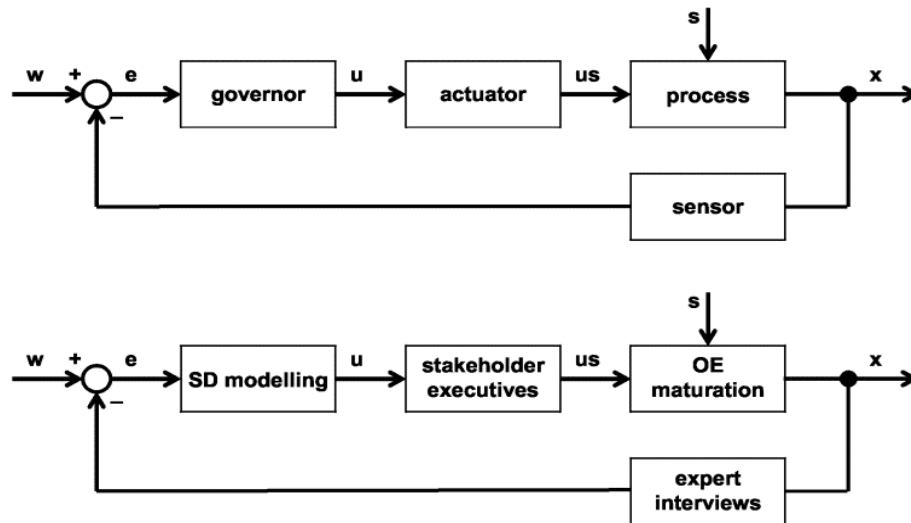 s
w + e u us x
governor actuator process
–
sensor
s
w + e u us x
SD modelling stakeholder executives OE maturation
–
expert
interviews